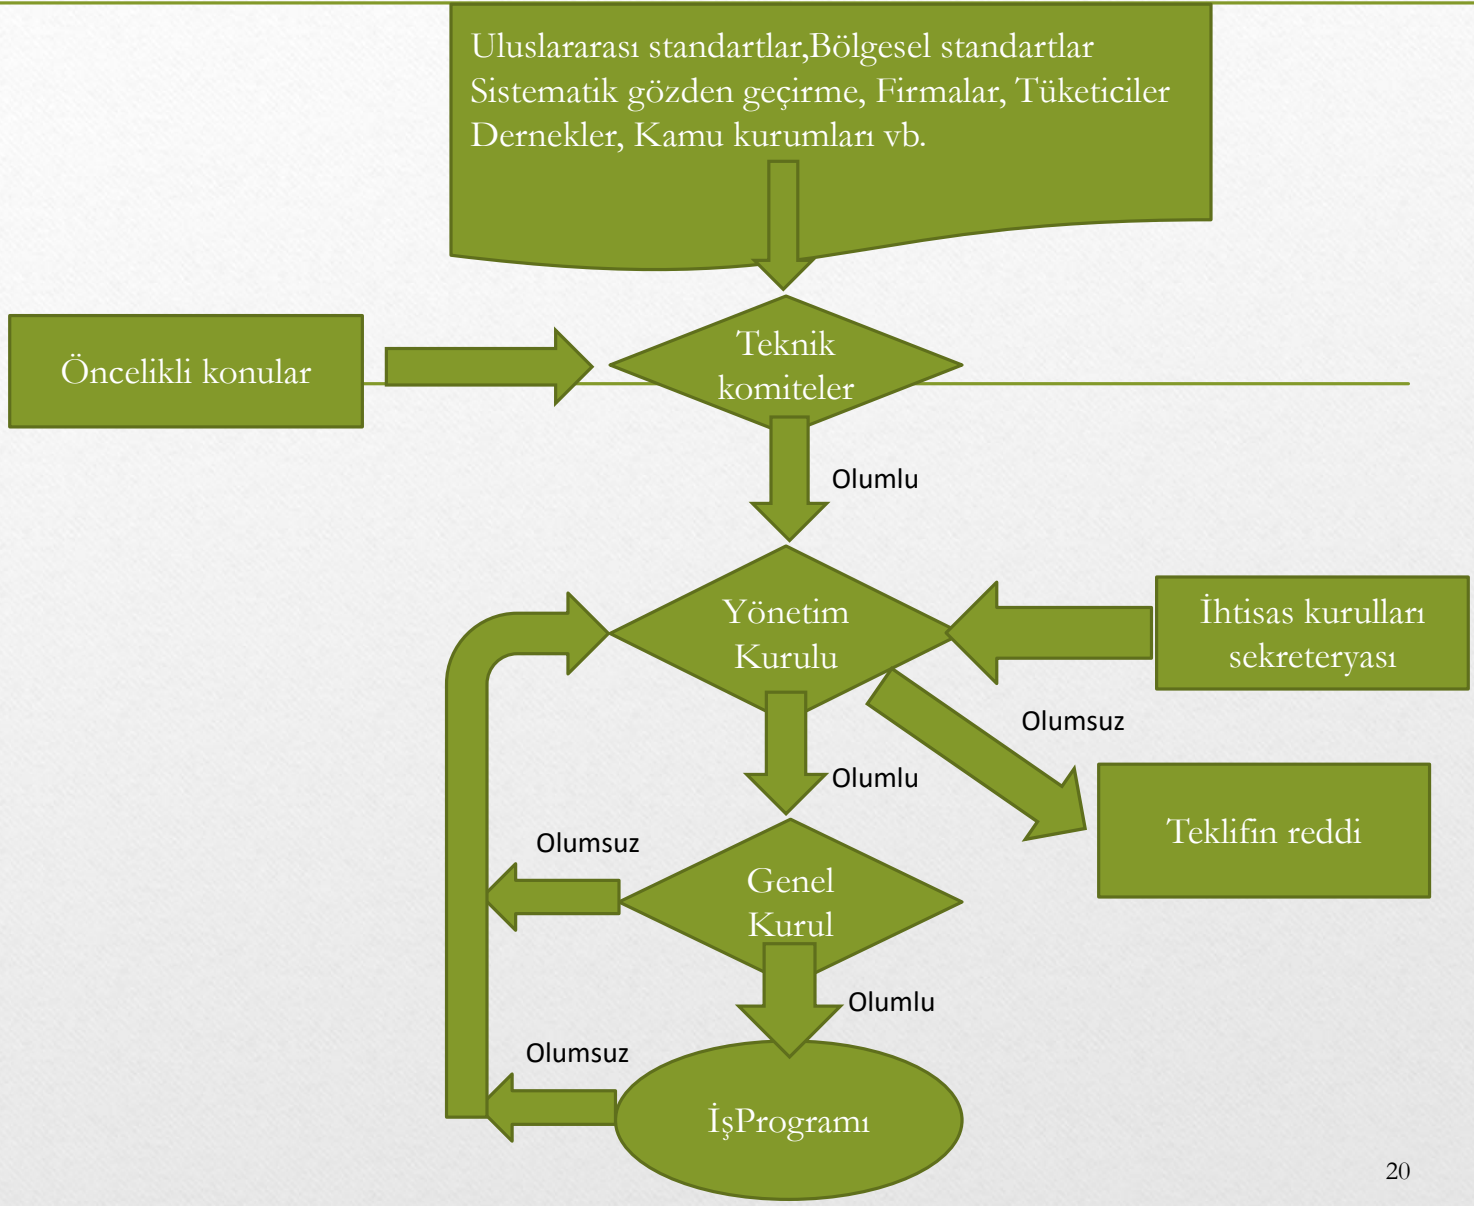 Uluslararası standartlar,Bölgesel standartlar
Sistematik gözden geçirme, Firmalar, Tüketiciler
Dernekler, Kamu kurumları vb.
Öncelikli konular
Teknik
komiteler
Olumlu
Yönetim
Kurulu
İhtisas kurulları
sekreteryası
Olumsuz
Olumlu
Teklifin reddi
Olumsuz
Genel
Kurul
Olumlu
Olumsuz
İşProgramı
20